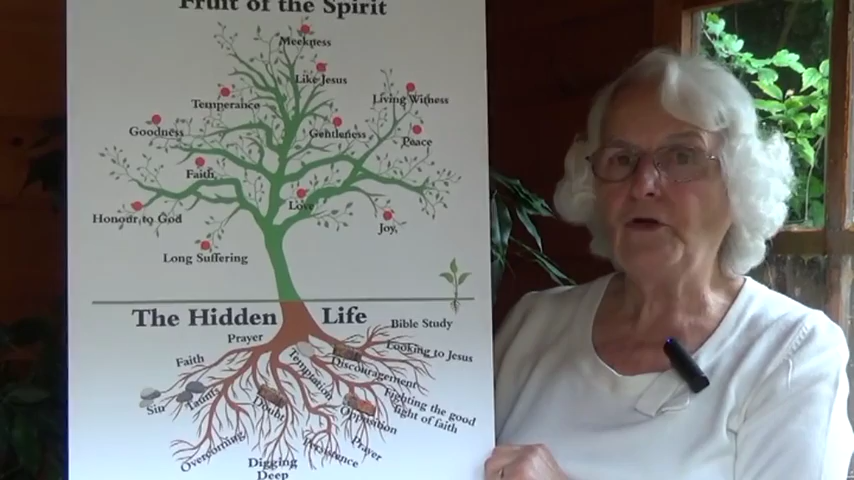 Fruit of the Spirit
Meekness
Like Jesus
Temperance
Living Witness
Goodness
Gentleness
Peace
Faith
Love
Honour to God
Joy
Long Suffering
The Hidden Life
Bible Study
Prayer
Looking to Jesus
Faith
Temptation
Discouragement
Sin
Taunts
Doubt
Opposition
Fighting the good
fight of faith
Overcoming
Persistence
Prayer
Digging
Deep